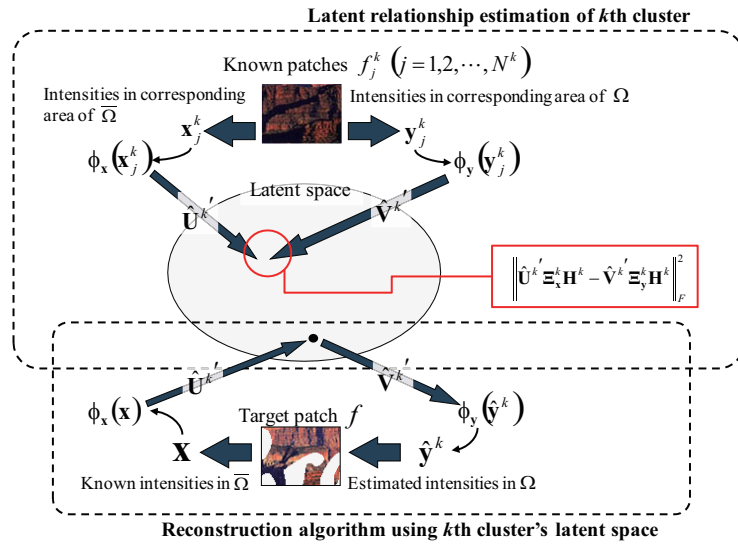 Latent relationship estimation of kth cluster
Known patches f_j^k (j = 1,2,⋯,N^k)
Intensities in corresponding
area of Ω̅
Intensities in corresponding area of Ω
x_j^k
y_j^k
ϕ_x(x_j^k)
ϕ_y(y_j^k)
Latent space
Û^k′
V̂^k′
‖Û^k′ Ξ_x^k H^k − V̂^k′ Ξ_y^k H^k‖_F^2
Û^k′
V̂^k′
ϕ_x(x)
ϕ_y(ŷ^k)
Target patch f
x
ŷ^k
Known intensities in Ω̅
Estimated intensities in Ω
Reconstruction algorithm using kth cluster's latent space